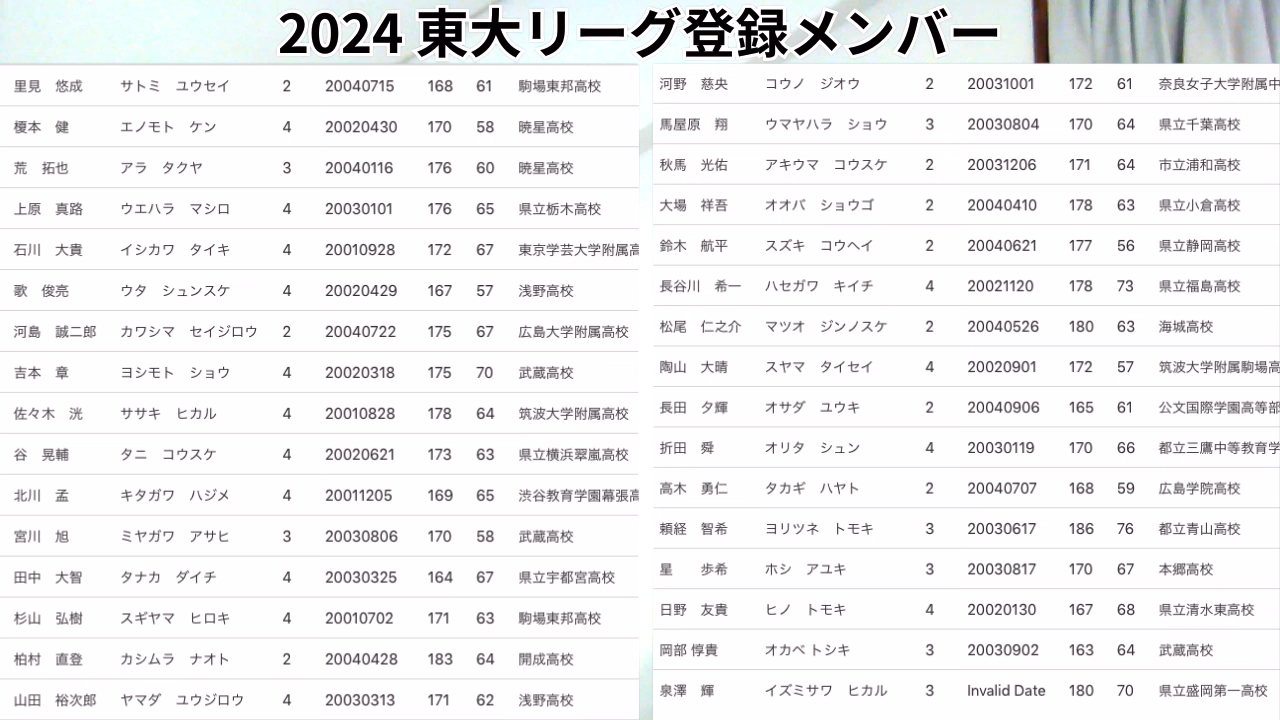 2024 東大リーグ登録メンバー
里見　悠成 サトミ　ユウセイ 2 20040715 168 61 駒場東邦高校
榎本　健 エノモト　ケン 4 20020430 170 58 暁星高校
荒　拓也 アラ　タクヤ 3 20040116 176 60 暁星高校
上原　真路 ウエハラ　マシロ 4 20030101 176 65 県立栃木高校
石川　大貴 イシカワ　タイキ 4 20010928 172 67 東京学芸大学附属高
歌　俊亮 ウタ　シュンスケ 4 20020429 167 57 浅野高校
河島　誠二郎 カワシマ　セイジロウ 2 20040722 175 67 広島大学附属高校
吉本　章 ヨシモト　ショウ 4 20020318 175 70 武蔵高校
佐々木　洸 ササキ　ヒカル 4 20010828 178 64 筑波大学附属高校
谷　晃輔 タニ　コウスケ 4 20020621 173 63 県立横浜翠嵐高校
北川　孟 キタガワ　ハジメ 4 20011205 169 65 渋谷教育学園幕張高
宮川　旭 ミヤガワ　アサヒ 3 20030806 170 58 武蔵高校
田中　大智 タナカ　ダイチ 4 20030325 164 67 県立宇都宮高校
杉山　弘樹 スギヤマ　ヒロキ 4 20010702 171 63 駒場東邦高校
柏村　直登 カシムラ　ナオト 2 20040428 183 64 開成高校
山田　裕次郎 ヤマダ　ユウジロウ 4 20030313 171 62 浅野高校
河野　慈央 コウノ　ジオウ 2 20031001 172 61 奈良女子大学附属中
馬屋原　翔 ウマヤハラ　ショウ 3 20030804 170 64 県立千葉高校
秋馬　光佑 アキウマ　コウスケ 2 20031206 171 64 市立浦和高校
大場　祥吾 オオバ　ショウゴ 2 20040410 178 63 県立小倉高校
鈴木　航平 スズキ　コウヘイ 2 20040621 177 56 県立静岡高校
長谷川　希一 ハセガワ　キイチ 4 20021120 178 73 県立福島高校
松尾　仁之介 マツオ　ジンノスケ 2 20040526 180 63 海城高校
陶山　大晴 スヤマ　タイセイ 4 20020901 172 57 筑波大学附属駒場高
長田　夕輝 オサダ　ユウキ 2 20040906 165 61 公文国際学園高等部
折田　舜 オリタ　シュン 4 20030119 170 66 都立三鷹中等教育学
高木　勇仁 タカギ　ハヤト 2 20040707 168 59 広島学院高校
頼経　智希 ヨリツネ　トモキ 3 20030617 186 76 都立青山高校
星　　歩希 ホシ　アユキ 3 20030817 170 67 本郷高校
日野　友貴 ヒノ　トモキ 4 20020130 167 68 県立清水東高校
岡部 惇貴 オカベ トシキ 3 20030902 163 64 武蔵高校
泉澤　輝 イズミサワ　ヒカル 3 Invalid Date 180 70 県立盛岡第一高校